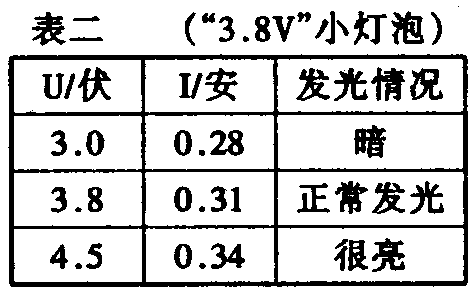 表二 (“3.8V”小灯泡)
U/伏 I/安 发光情况
3.0 0.28 暗
3.8 0.31 正常发光
4.5 0.34 很亮